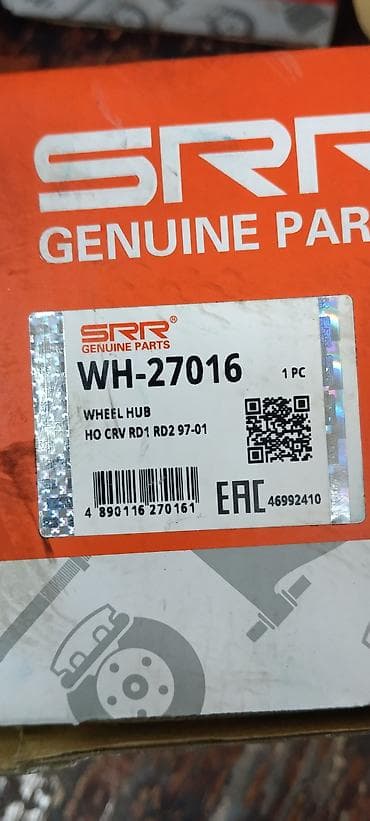 SRR
GENUINE PAR
SRR®
GENUINE PARTS
WH-27016 1 PC
WHEEL HUB
HO CRV RD1 RD2 97-01
4 890116 270161 EAC 46992410